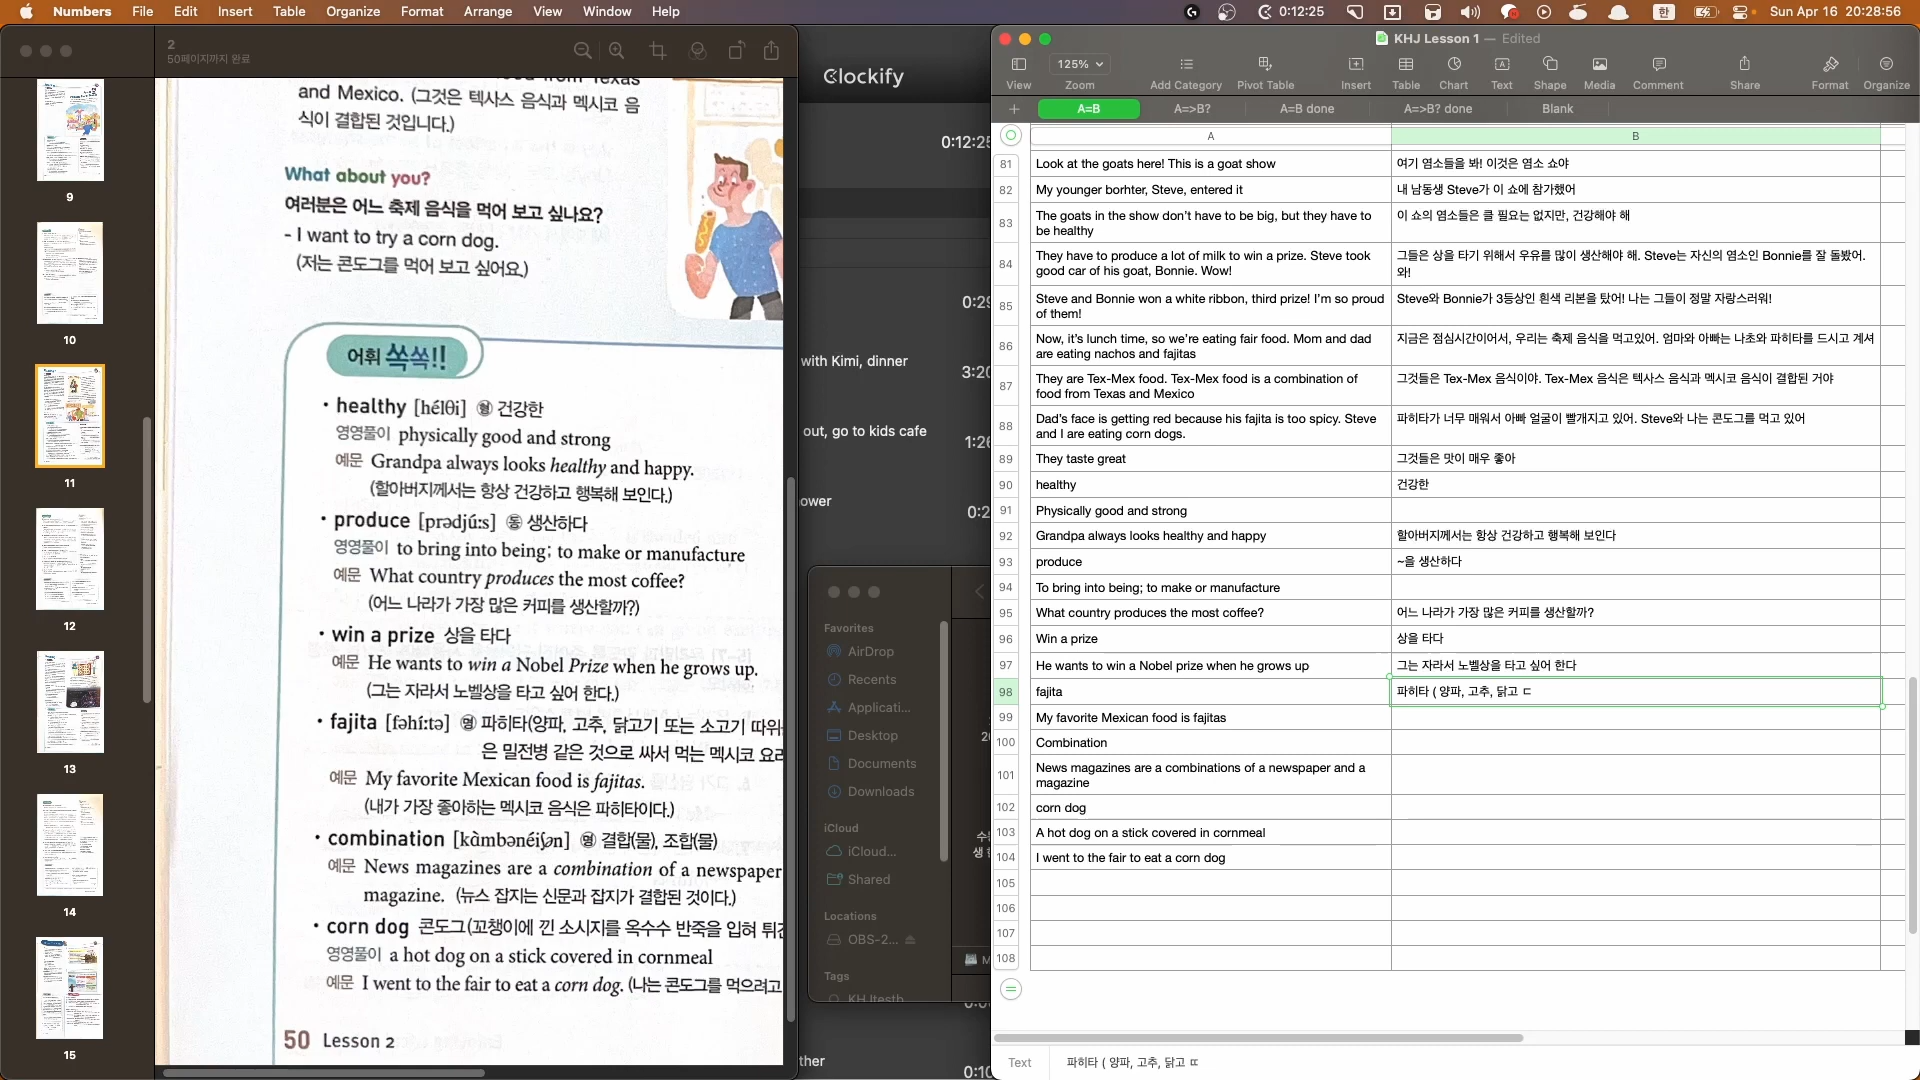 Numbers File Edit Insert Table Organize Format Arrange View Window Help
0:12:25 한 Sun Apr 16 20:28:56
2
50페이지까지 완료
9
10
11
12
13
14
15
and Mexico. (그것은 텍사스 음식과 멕시코 음
식이 결합된 것입니다.)
What about you?
여러분은 어느 축제 음식을 먹어 보고 싶나요?
- I want to try a corn dog.
(저는 콘도그를 먹어 보고 싶어요.)
어휘 쏙쏙!!
• healthy [hélθi] 형 건강한
영영풀이 physically good and strong
예문 Grandpa always looks healthy and happy.
(할아버지께서는 항상 건강하고 행복해 보인다.)
• produce [prədjúːs] 동 생산하다
영영풀이 to bring into being; to make or manufacture
예문 What country produces the most coffee?
(어느 나라가 가장 많은 커피를 생산할까?)
• win a prize 상을 타다
예문 He wants to win a Nobel Prize when he grows up.
(그는 자라서 노벨상을 타고 싶어 한다.)
• fajita [fəhíːtə] 명 파히타(양파, 고추, 닭고기 또는 소고기 따위
은 밀전병 같은 것으로 싸서 먹는 멕시코 요리
예문 My favorite Mexican food is fajitas.
(내가 가장 좋아하는 멕시코 음식은 파히타이다.)
• combination [kàmbənéiʃən] 명 결합(물), 조합(물)
예문 News magazines are a combination of a newspaper
magazine. (뉴스 잡지는 신문과 잡지가 결합된 것이다.)
• corn dog 콘도그(꼬챙이에 낀 소시지를 옥수수 반죽을 입혀 튀긴
영영풀이 a hot dog on a stick covered in cornmeal
예문 I went to the fair to eat a corn dog. (나는 콘도그를 먹으려고
50 Lesson 2
Clockify
0:12:25
with Kimi, dinner
out, go to kids cafe
Favorites
AirDrop
Recents
Applicati...
Desktop
Documents
Downloads
iCloud
iCloud...
Shared
Locations
OBS-2...
Tags
KHJ Lesson 1 — Edited
125%
View Zoom Add Category Pivot Table Insert Table Chart Text Shape Media Comment Share Format Organize
A=B A=>B? A=B done A=>B? done Blank
A B
81 Look at the goats here! This is a goat show 여기 염소들을 봐! 이것은 염소 쇼야
82 My younger borhter, Steve, entered it 내 남동생 Steve가 이 쇼에 참가했어
83 The goats in the show don't have to be big, but they have to be healthy 이 쇼의 염소들은 클 필요는 없지만, 건강해야 해
84 They have to produce a lot of milk to win a prize. Steve took good car of his goat, Bonnie. Wow! 그들은 상을 타기 위해서 우유를 많이 생산해야 해. Steve는 자신의 염소인 Bonnie를 잘 돌봤어. 와!
85 Steve and Bonnie won a white ribbon, third prize! I'm so proud of them! Steve와 Bonnie가 3등상인 흰색 리본을 탔어! 나는 그들이 정말 자랑스러워!
86 Now, it's lunch time, so we're eating fair food. Mom and dad are eating nachos and fajitas 지금은 점심시간이어서, 우리는 축제 음식을 먹고있어. 엄마와 아빠는 나초와 파히타를 드시고 계셔
87 They are Tex-Mex food. Tex-Mex food is a combination of food from Texas and Mexico 그것들은 Tex-Mex 음식이야. Tex-Mex 음식은 텍사스 음식과 멕시코 음식이 결합된 거야
88 Dad's face is getting red because his fajita is too spicy. Steve and I are eating corn dogs. 파히타가 너무 매워서 아빠 얼굴이 빨개지고 있어. Steve와 나는 콘도그를 먹고 있어
89 They taste great 그것들은 맛이 매우 좋아
90 healthy 건강한
91 Physically good and strong
92 Grandpa always looks healthy and happy 할아버지께서는 항상 건강하고 행복해 보인다
93 produce ~을 생산하다
94 To bring into being; to make or manufacture
95 What country produces the most coffee? 어느 나라가 가장 많은 커피를 생산할까?
96 Win a prize 상을 타다
97 He wants to win a Nobel prize when he grows up 그는 자라서 노벨상을 타고 싶어 한다
98 fajita 파히타 ( 양파, 고추, 닭고 ㄷ
99 My favorite Mexican food is fajitas
100 Combination
101 News magazines are a combinations of a newspaper and a magazine
102 corn dog
103 A hot dog on a stick covered in cornmeal
104 I went to the fair to eat a corn dog
105
106
107
108
Text 파히타 ( 양파, 고추, 닭고 ㄸ